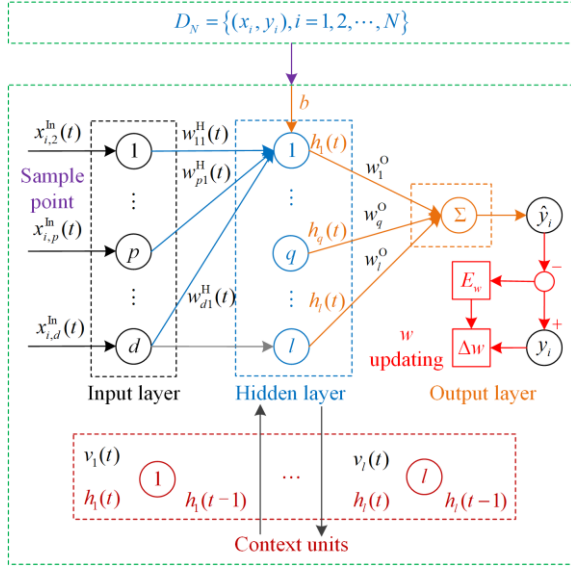 D_N = {(x_i, y_i), i = 1, 2, ⋯, N}
b
x_{i,2}^{In}(t)
1
w_{11}^{H}(t)
1
h_1(t)
w_{p1}^{H}(t)
w_1^{O}
Sample
point
⋮
⋮
w_q^{O}
Σ
ŷ_i
x_{i,p}^{In}(t)
p
h_q(t)
q
w_l^{O}
−
E_w
⋮
w_{d1}^{H}(t)
⋮
h_l(t)
x_{i,d}^{In}(t)
d
l
w
updating
+
Δw
y_i
Input layer
Hidden layer
Output layer
v_1(t)
1
⋯
v_l(t)
l
h_1(t)
h_1(t−1)
h_l(t)
h_l(t−1)
Context units